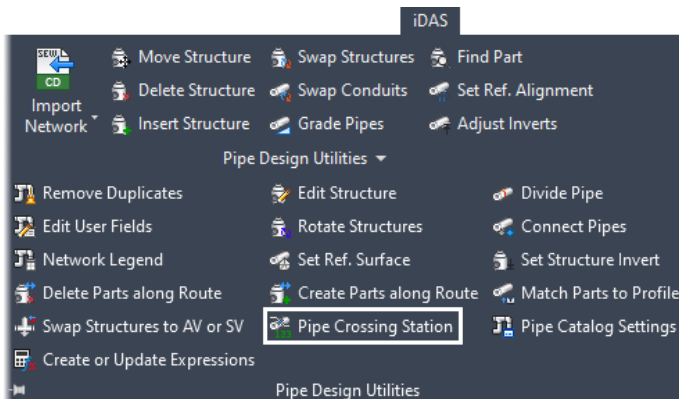 iDAS
SEW
CD
Import
Network
Move Structure
Swap Structures
Find Part
Delete Structure
Swap Conduits
Set Ref. Alignment
Insert Structure
Grade Pipes
Adjust Inverts
Pipe Design Utilities
Remove Duplicates
Edit Structure
Divide Pipe
Edit User Fields
Rotate Structures
Connect Pipes
Network Legend
Set Ref. Surface
Set Structure Invert
Delete Parts along Route
Create Parts along Route
Match Parts to Profile
Swap Structures to AV or SV
123
Pipe Crossing Station
Pipe Catalog Settings
Create or Update Expressions
Pipe Design Utilities